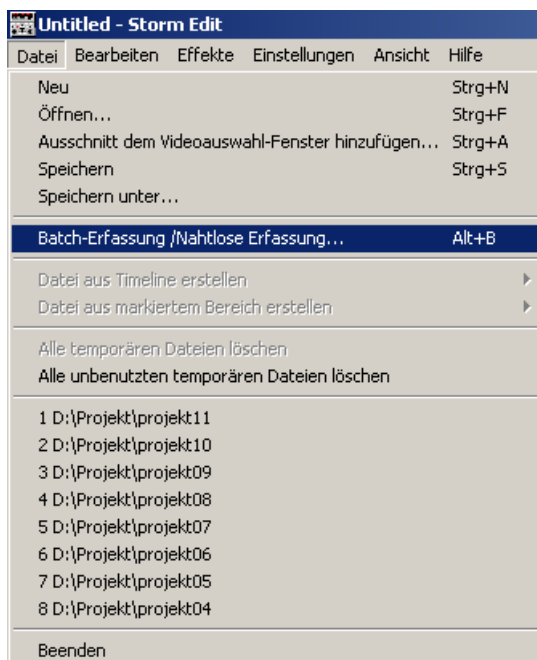 Untitled - Storm Edit
Datei Bearbeiten Effekte Einstellungen Ansicht Hilfe
Neu Strg+N
Öffnen... Strg+F
Ausschnitt dem Videoauswahl-Fenster hinzufügen... Strg+A
Speichern Strg+S
Speichern unter...
Batch-Erfassung /Nahtlose Erfassung... Alt+B
Datei aus Timeline erstellen
Datei aus markiertem Bereich erstellen
Alle temporären Dateien löschen
Alle unbenutzten temporären Dateien löschen
1 D:\Projekt\projekt11
2 D:\Projekt\projekt10
3 D:\Projekt\projekt09
4 D:\Projekt\projekt08
5 D:\Projekt\projekt07
6 D:\Projekt\projekt06
7 D:\Projekt\projekt05
8 D:\Projekt\projekt04
Beenden